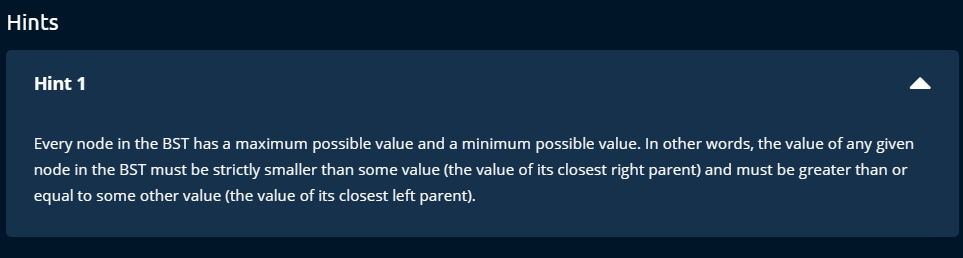 Hints
Hint 1
Every node in the BST has a maximum possible value and a minimum possible value. In other words, the value of any given
node in the BST must be strictly smaller than some value (the value of its closest right parent) and must be greater than or
equal to some other value (the value of its closest left parent).